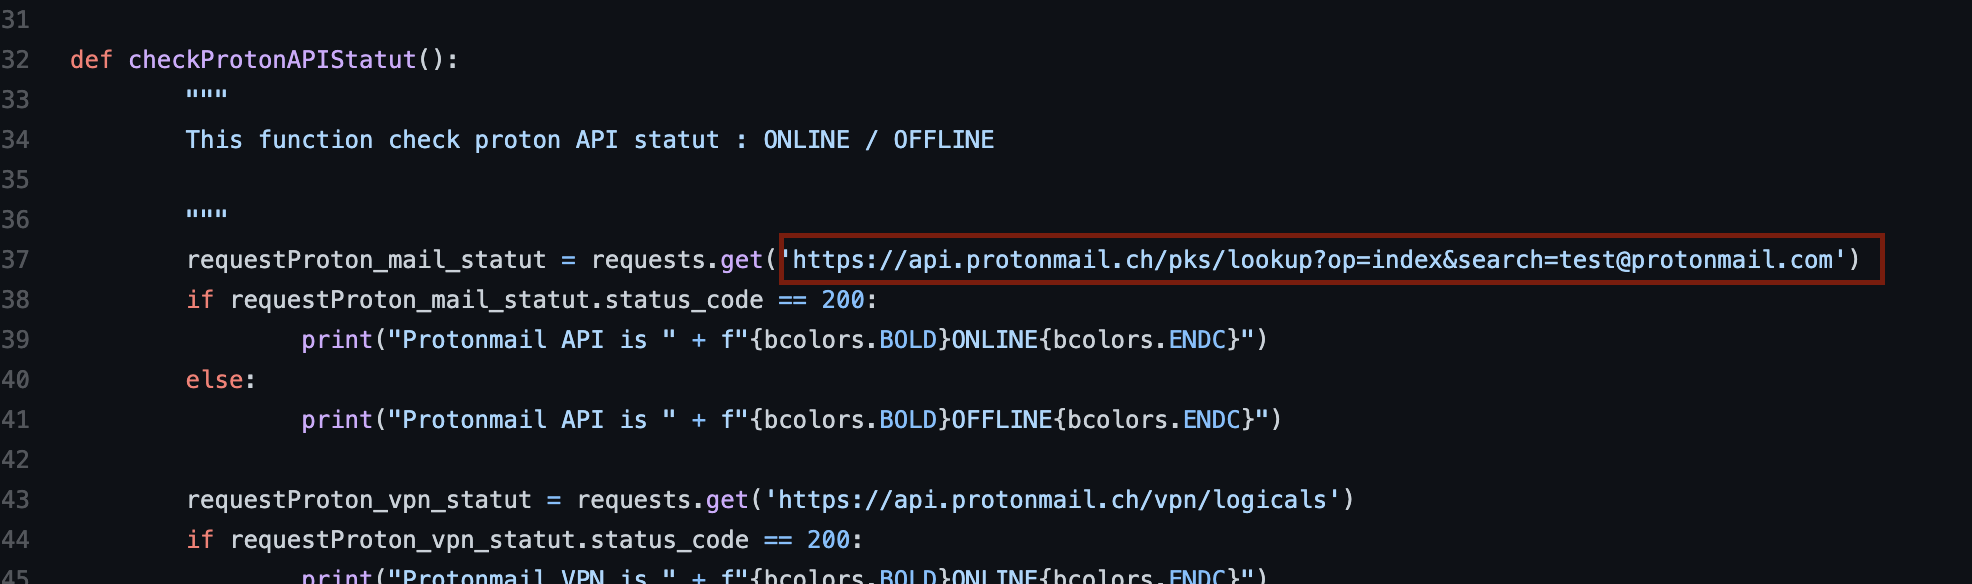 31
32 def checkProtonAPIStatut():
33 """
34 This function check proton API statut : ONLINE / OFFLINE
35
36 """
37 requestProton_mail_statut = requests.get('https://api.protonmail.ch/pks/lookup?op=index&search=test@protonmail.com')
38 if requestProton_mail_statut.status_code == 200:
39 print("Protonmail API is " + f"{bcolors.BOLD}ONLINE{bcolors.ENDC}")
40 else:
41 print("Protonmail API is " + f"{bcolors.BOLD}OFFLINE{bcolors.ENDC}")
42
43 requestProton_vpn_statut = requests.get('https://api.protonmail.ch/vpn/logicals')
44 if requestProton_vpn_statut.status_code == 200:
45 print("Protonmail VPN is " + f"{bcolors.BOLD}ONLINE{bcolors.ENDC}")